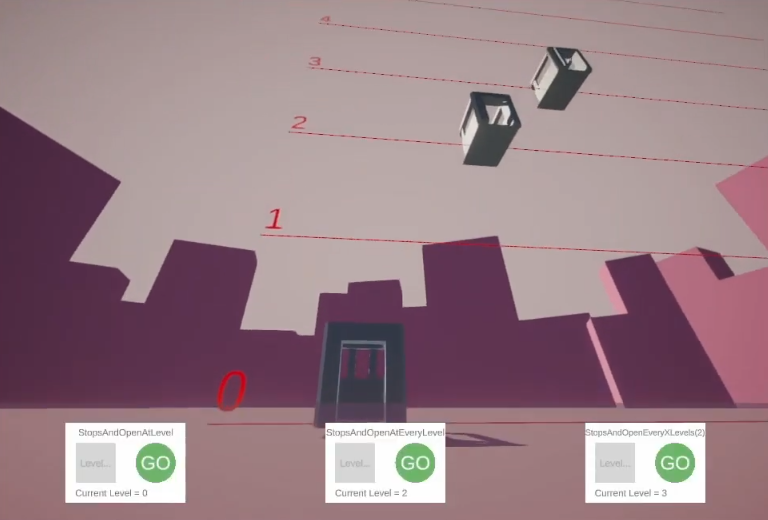 4
3
2
1
0
StopsAndOpenAtLevel
Level... GO
Current Level = 0
StopsAndOpenAtEveryLevel
Level... GO
Current Level = 2
StopsAndOpenEveryXLevels(2)
Level... GO
Current Level = 3